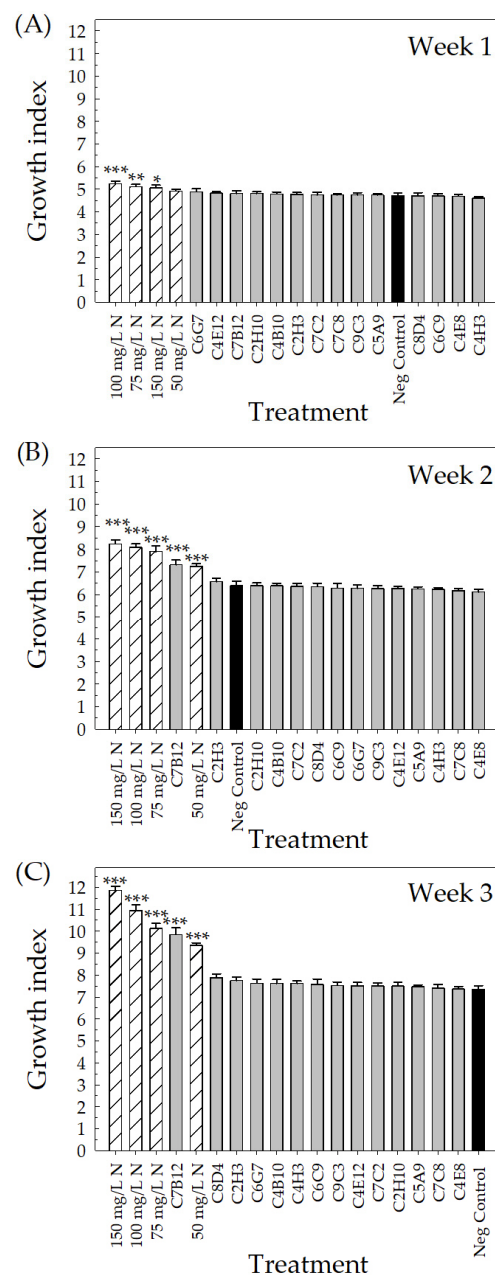 (A)
Week 1
Growth index
12
11
10
9
8
7
6
5
4
3
2
1
0
*** ** *
100 mg/L N
75 mg/L N
150 mg/L N
50 mg/L N
C6G7
C4E12
C7B12
C2H10
C4B10
C2H3
C7C2
C7C8
C9C3
C5A9
Neg Control
C8D4
C6C9
C4E8
C4H3
Treatment
(B)
Week 2
Growth index
12
11
10
9
8
7
6
5
4
3
2
1
0
*** *** *** *** ***
150 mg/L N
100 mg/L N
75 mg/L N
C7B12
50 mg/L N
C2H3
Neg Control
C2H10
C4B10
C7C2
C8D4
C6C9
C6G7
C9C3
C4E12
C5A9
C4H3
C7C8
C4E8
Treatment
(C)
Week 3
Growth index
12
11
10
9
8
7
6
5
4
3
2
1
0
*** *** *** *** ***
150 mg/L N
100 mg/L N
75 mg/L N
C7B12
50 mg/L N
C8D4
C2H3
C6G7
C4B10
C4H3
C6C9
C9C3
C4E12
C7C2
C2H10
C5A9
C7C8
C4E8
Neg Control
Treatment